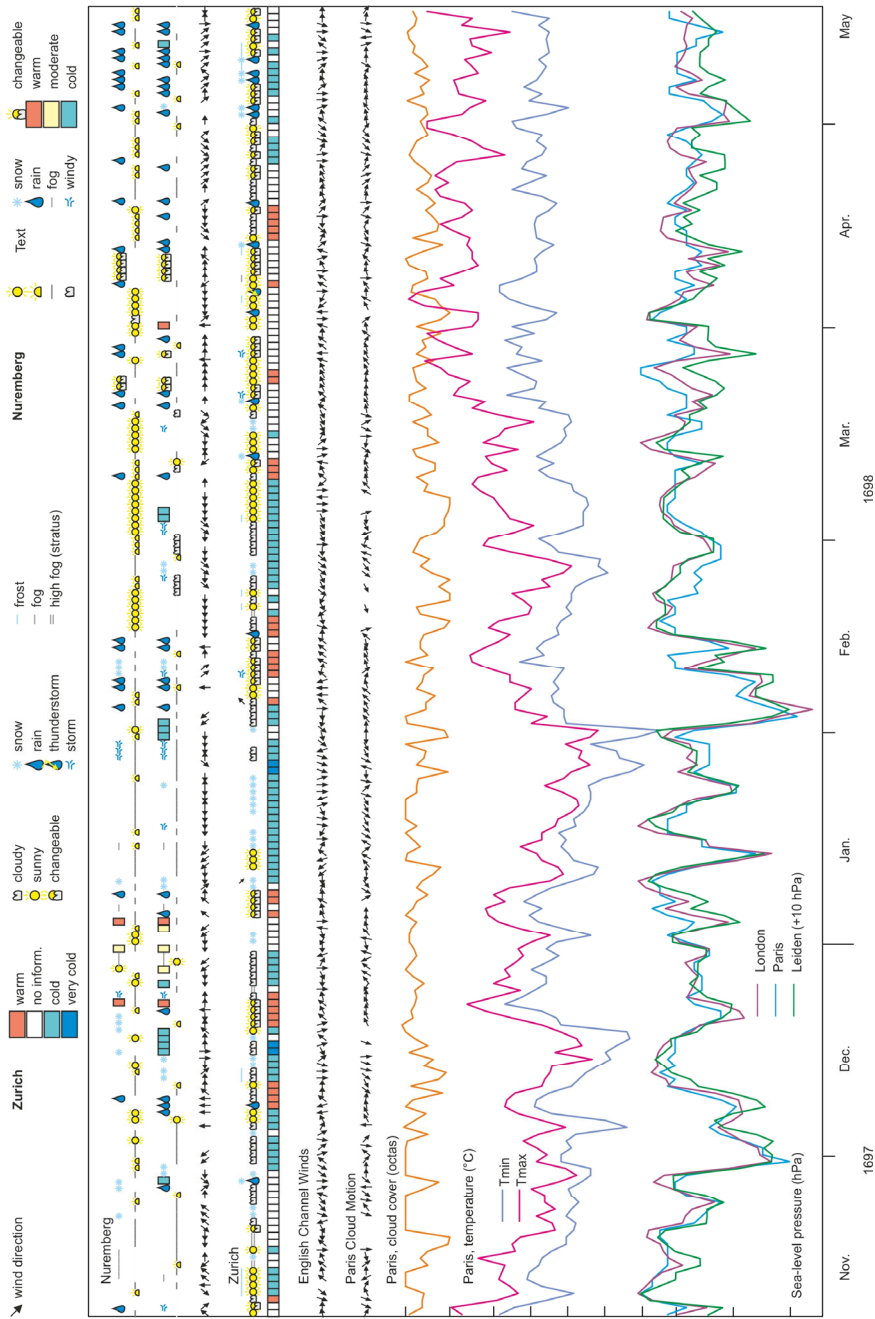 wind direction
Zurich
warm
no inform.
cold
very cold
cloudy
sunny
changeable
snow
rain
thunderstorm
storm
frost
fog
high fog (stratus)
Nuremberg
Text
snow
rain
fog
windy
changeable
warm
moderate
cold
Nuremberg
Zurich
English Channel Winds
Paris Cloud Motion
Paris, cloud cover (octas)
Paris, temperature (°C)
Tmin
Tmax
London
Paris
Leiden (+10 hPa)
Sea-level pressure (hPa)
Nov.
Dec.
Jan.
Feb.
Mar.
Apr.
May
1697
1698